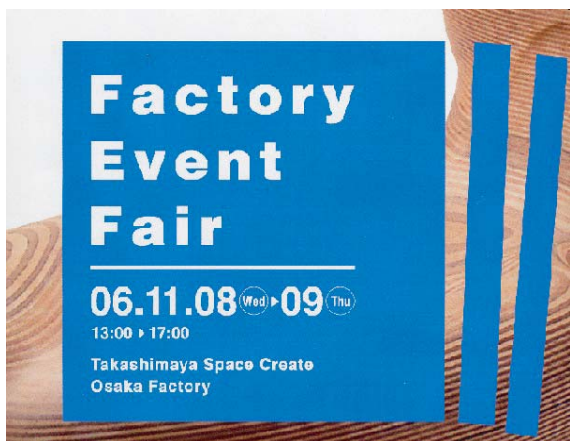 Factory
Event
Fair
06.11.08 Wed ▸ 09 Thu
13:00 ▸ 17:00
Takashimaya Space Create
Osaka Factory